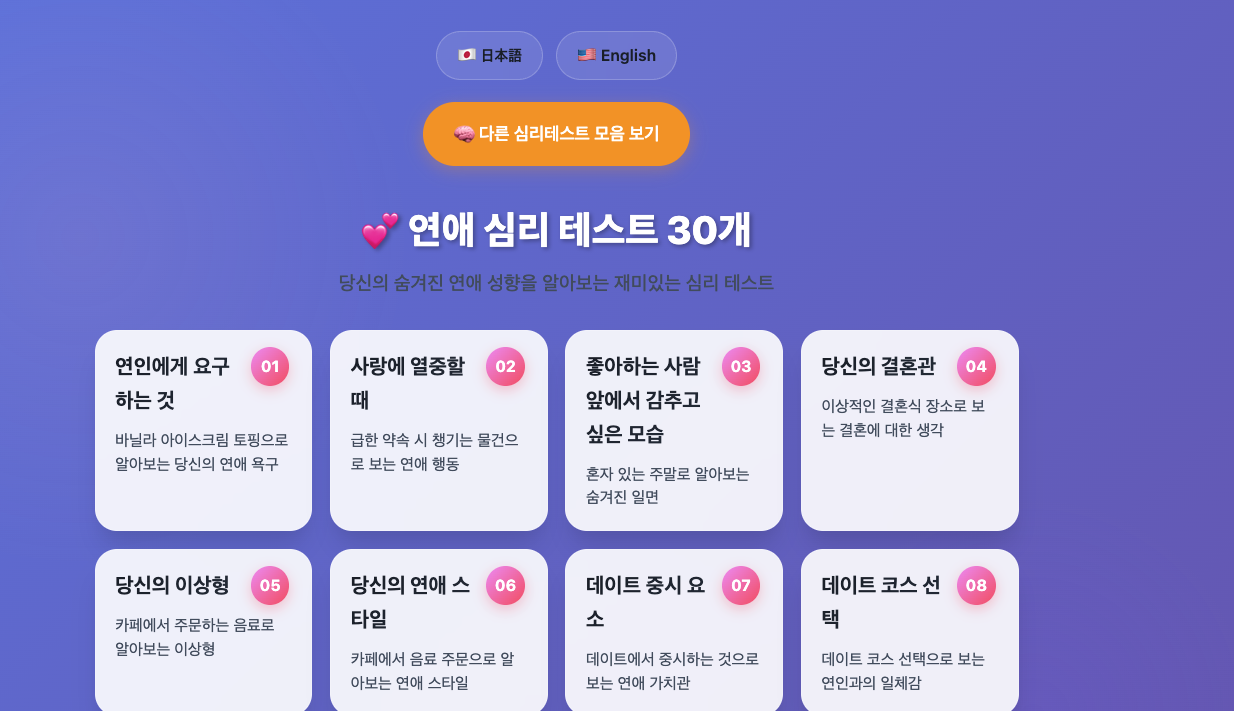 🇯🇵 日本語
🇺🇸 English
🧠 다른 심리테스트 모음 보기
💕 연애 심리 테스트 30개
당신의 숨겨진 연애 성향을 알아보는 재미있는 심리 테스트
연인에게 요구
하는 것
01
바닐라 아이스크림 토핑으로
알아보는 당신의 연애 욕구
사랑에 열중할
때
02
급한 약속 시 챙기는 물건으
로 보는 연애 행동
좋아하는 사람
앞에서 감추고
싶은 모습
03
혼자 있는 주말로 알아보는
숨겨진 일면
당신의 결혼관
04
이상적인 결혼식 장소로 보
는 결혼에 대한 생각
당신의 이상형
05
카페에서 주문하는 음료로
알아보는 이상형
당신의 연애 스
타일
06
카페에서 음료 주문으로 알
아보는 연애 스타일
데이트 중시 요
소
07
데이트에서 중시하는 것으로
보는 연애 가치관
데이트 코스 선
택
08
데이트 코스 선택으로 보는
연인과의 일체감